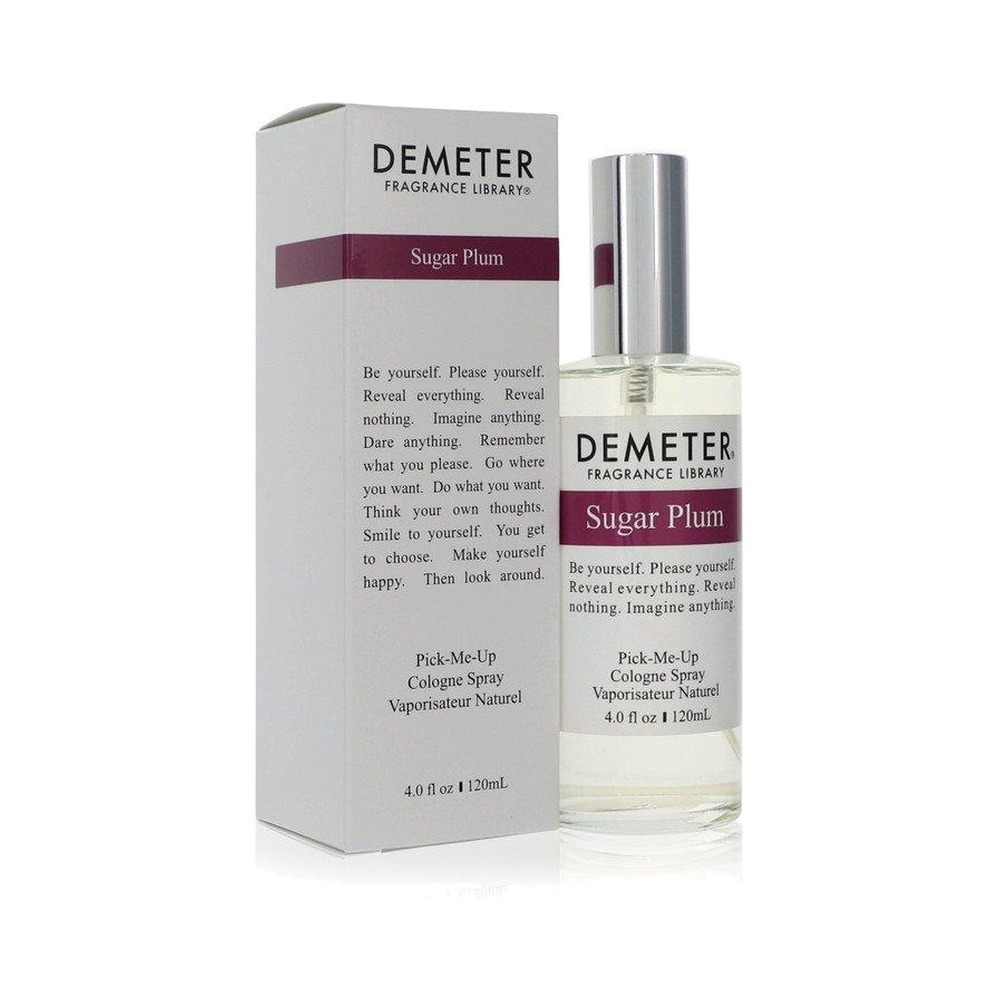 DEMETER
FRAGRANCE LIBRARY®
Sugar Plum
Be yourself. Please yourself.
Reveal everything. Reveal
nothing. Imagine anything.
Dare anything. Remember
what you please. Go where
you want. Do what you want.
Think your own thoughts.
Smile to yourself. You get
to choose. Make yourself
happy. Then look around.
Pick-Me-Up
Cologne Spray
Vaporisateur Naturel
4.0 fl oz ❙ 120mL
DEMETER®
FRAGRANCE LIBRARY
Sugar Plum
Be yourself. Please yourself.
Reveal everything. Reveal
nothing. Imagine anything.
Pick-Me-Up
Cologne Spray
Vaporisateur Naturel
4.0 fl oz ❙ 120mL